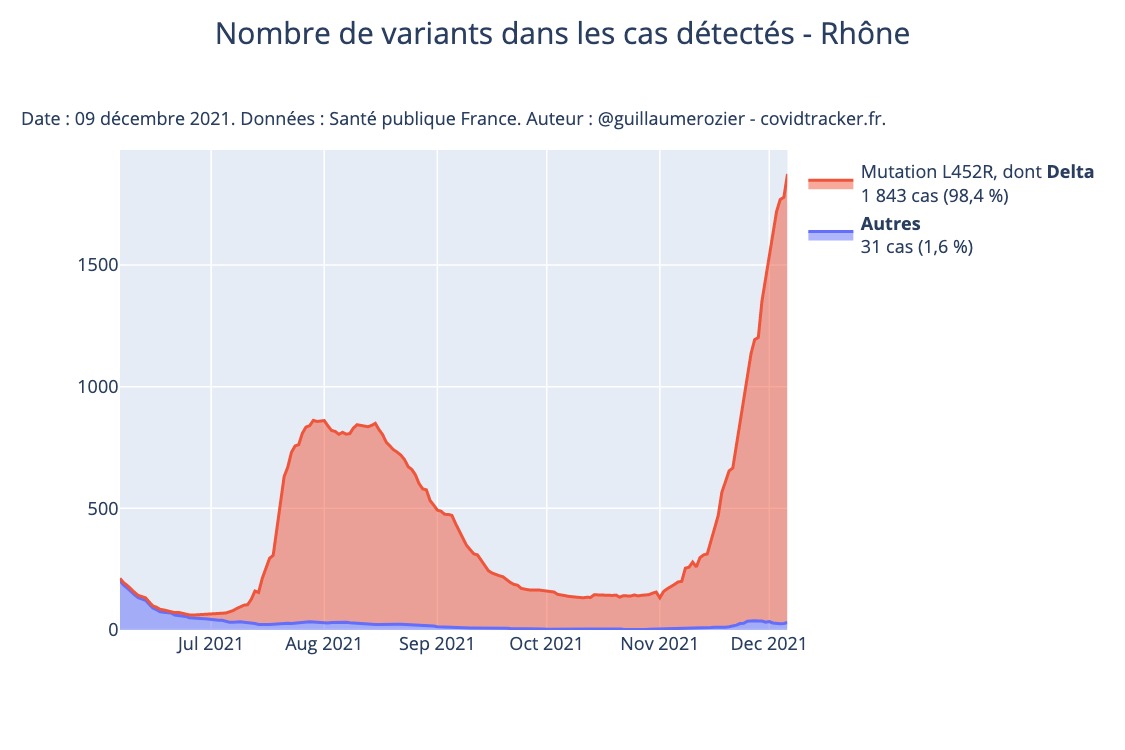 Nombre de variants dans les cas détectés - Rhône
Date : 09 décembre 2021. Données : Santé publique France. Auteur : @guillaumerozier - covidtracker.fr.
Mutation L452R, dont Delta
1 843 cas (98,4 %)
Autres
31 cas (1,6 %)
1500
1000
500
0
Jul 2021 Aug 2021 Sep 2021 Oct 2021 Nov 2021 Dec 2021